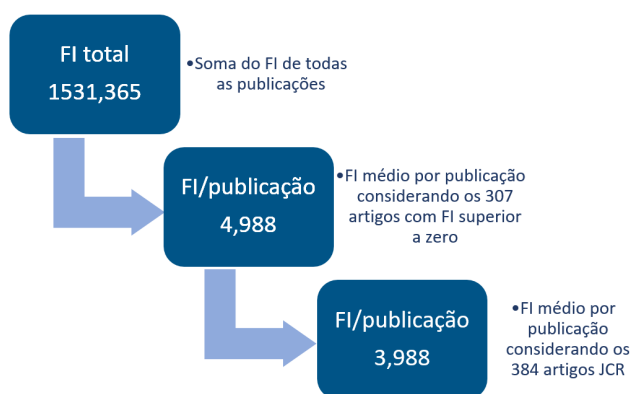 FI total
1531,365
•Soma do FI de todas
as publicações
FI/publicação
4,988
•FI médio por publicação
considerando os 307
artigos com FI superior
a zero
FI/publicação
3,988
•FI médio por
publicação
considerando os
384 artigos JCR